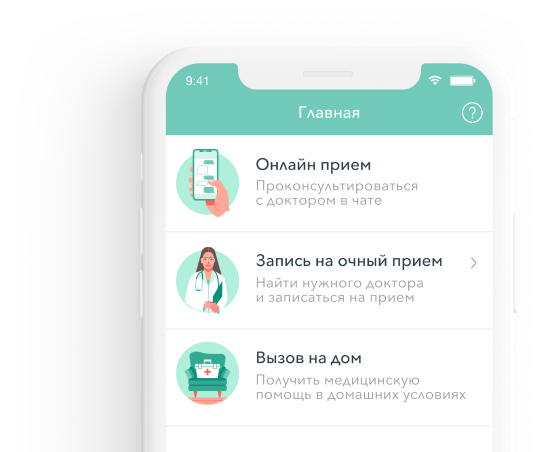 9:41
Главная
?
Онлайн прием
Проконсультироваться
с доктором в чате
Запись на очный прием
Найти нужного доктора
и записаться на прием
Вызов на дом
Получить медицинскую
помощь в домашних условиях